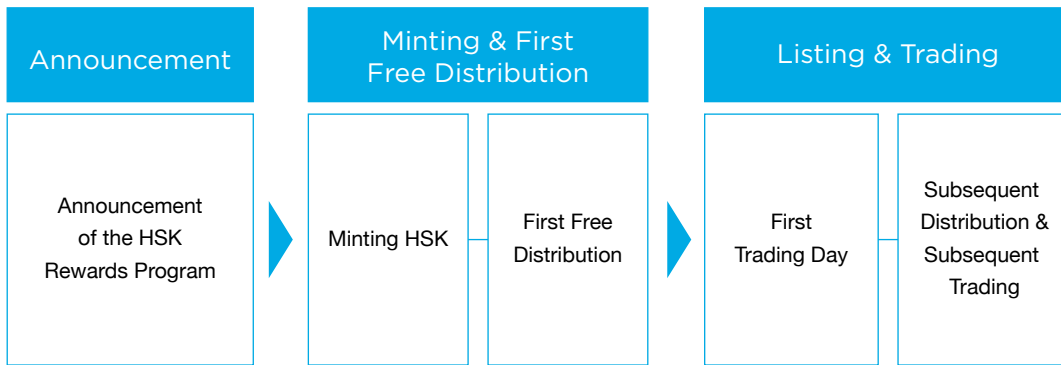 Announcement
Minting & First
Free Distribution
Listing & Trading
Announcement
of the HSK
Rewards Program
Minting HSK
First Free
Distribution
First
Trading Day
Subsequent
Distribution &
Subsequent
Trading